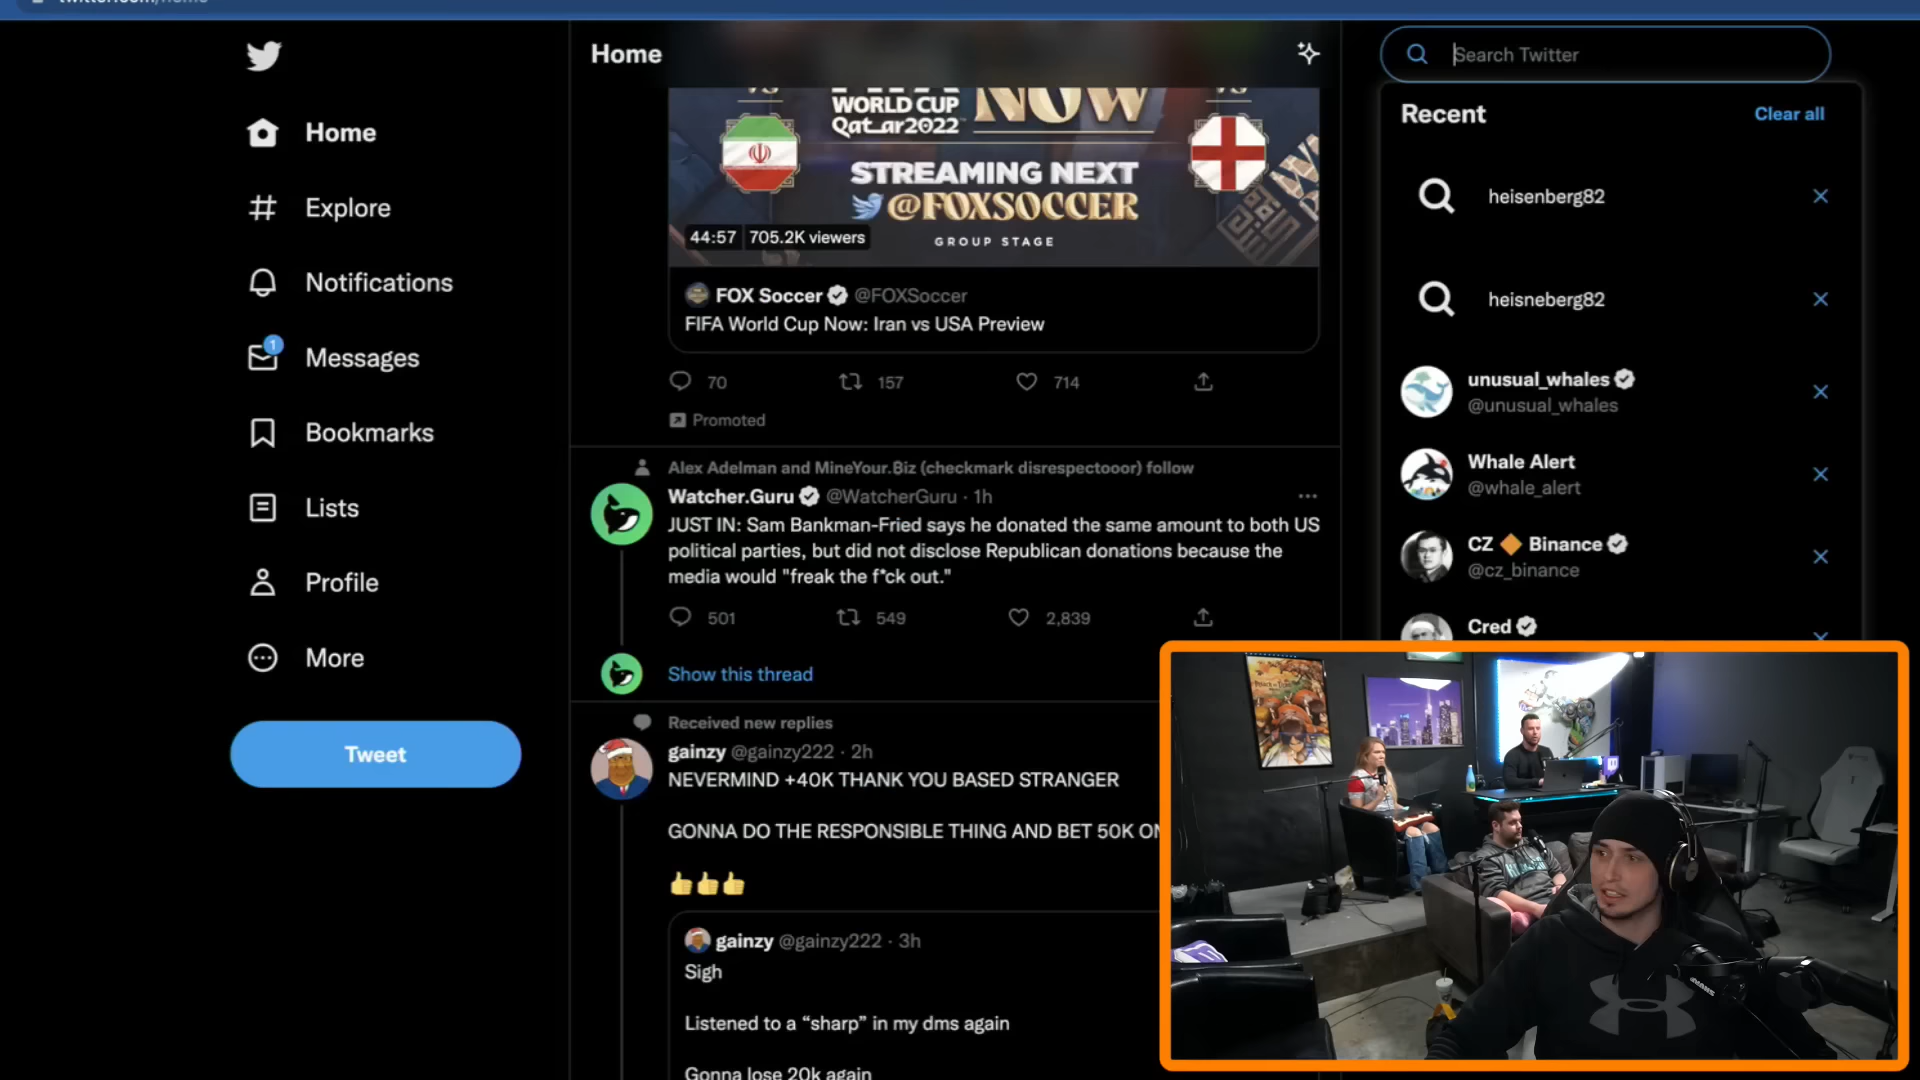 Home
Explore
Notifications
1
Messages
Bookmarks
Lists
Profile
More
Tweet
Home
WORLD CUP
Qatar2022
NOW
STREAMING NEXT
@FOXSOCCER
GROUP STAGE
44:57 705.2K viewers
FOX Soccer @FOXSoccer
FIFA World Cup Now: Iran vs USA Preview
70 157 714
Promoted
Alex Adelman and MineYour.Biz (checkmark disrespectooor) follow
Watcher.Guru @WatcherGuru · 1h
JUST IN: Sam Bankman-Fried says he donated the same amount to both US
political parties, but did not disclose Republican donations because the
media would "freak the f*ck out."
501 549 2,839
Show this thread
Received new replies
gainzy @gainzy222 · 2h
NEVERMIND +40K THANK YOU BASED STRANGER
GONNA DO THE RESPONSIBLE THING AND BET 50K ON
👍👍👍
gainzy @gainzy222 · 3h
Sigh
Listened to a “sharp” in my dms again
Gonna lose 20k again
Search Twitter
Recent Clear all
heisenberg82
heisneberg82
unusual_whales
@unusual_whales
Whale Alert
@whale_alert
CZ 🔶 Binance
@cz_binance
Cred